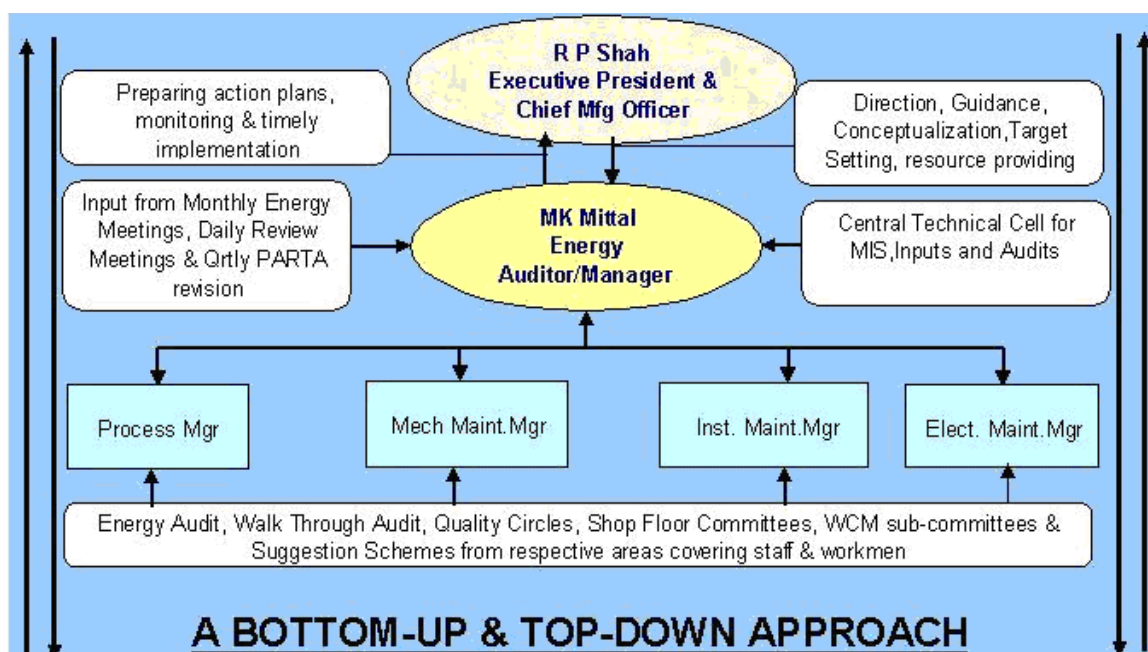 R P Shah
Executive President &
Chief Mfg Officer
Preparing action plans,
monitoring & timely
implementation
Direction, Guidance,
Conceptualization,Target
Setting, resource providing
Input from Monthly Energy
Meetings, Daily Review
Meetings & Qrtly PARTA
revision
MK Mittal
Energy
Auditor/Manager
Central Technical Cell for
MIS,Inputs and Audits
Process Mgr
Mech Maint.Mgr
Inst. Maint.Mgr
Elect. Maint.Mgr
Energy Audit, Walk Through Audit, Quality Circles, Shop Floor Committees, WCM sub-committees &
Suggestion Schemes from respective areas covering staff & workmen
A BOTTOM-UP & TOP-DOWN APPROACH